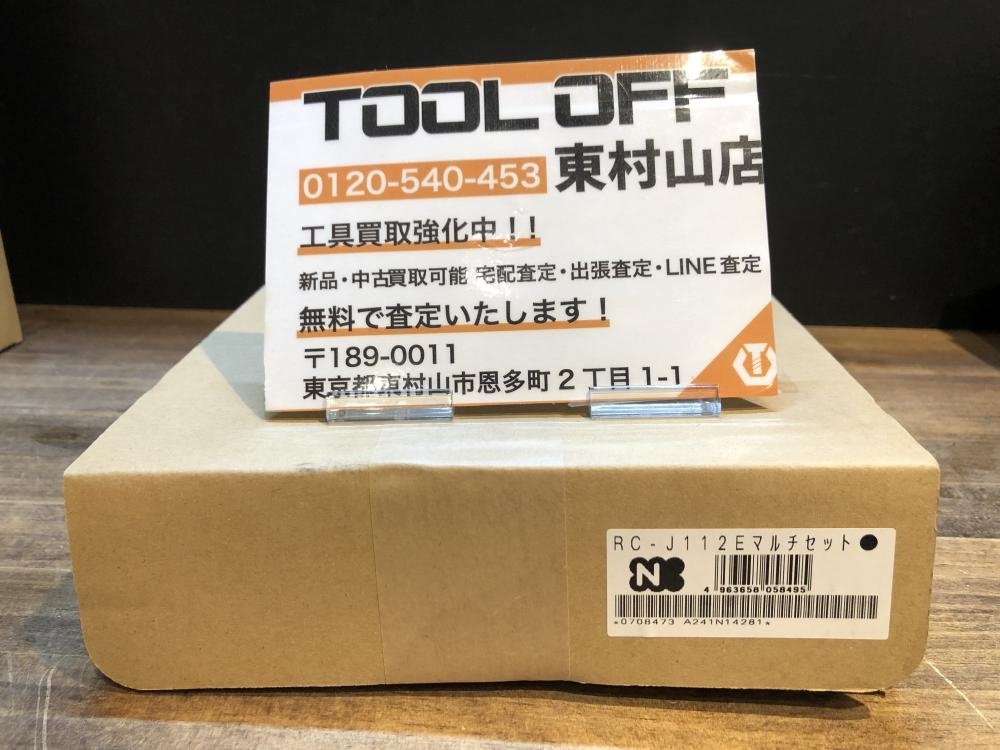 TOOL OFF
0120-540-453 東村山店
工具買取強化中！！
新品・中古買取可能 宅配査定・出張査定・LINE査定
無料で査定いたします！
〒189-0011
東京都東村山市恩多町2丁目1-1
RC-J112Eマルチセット●
N
4 963658 058495
*0708473 A241N14281*